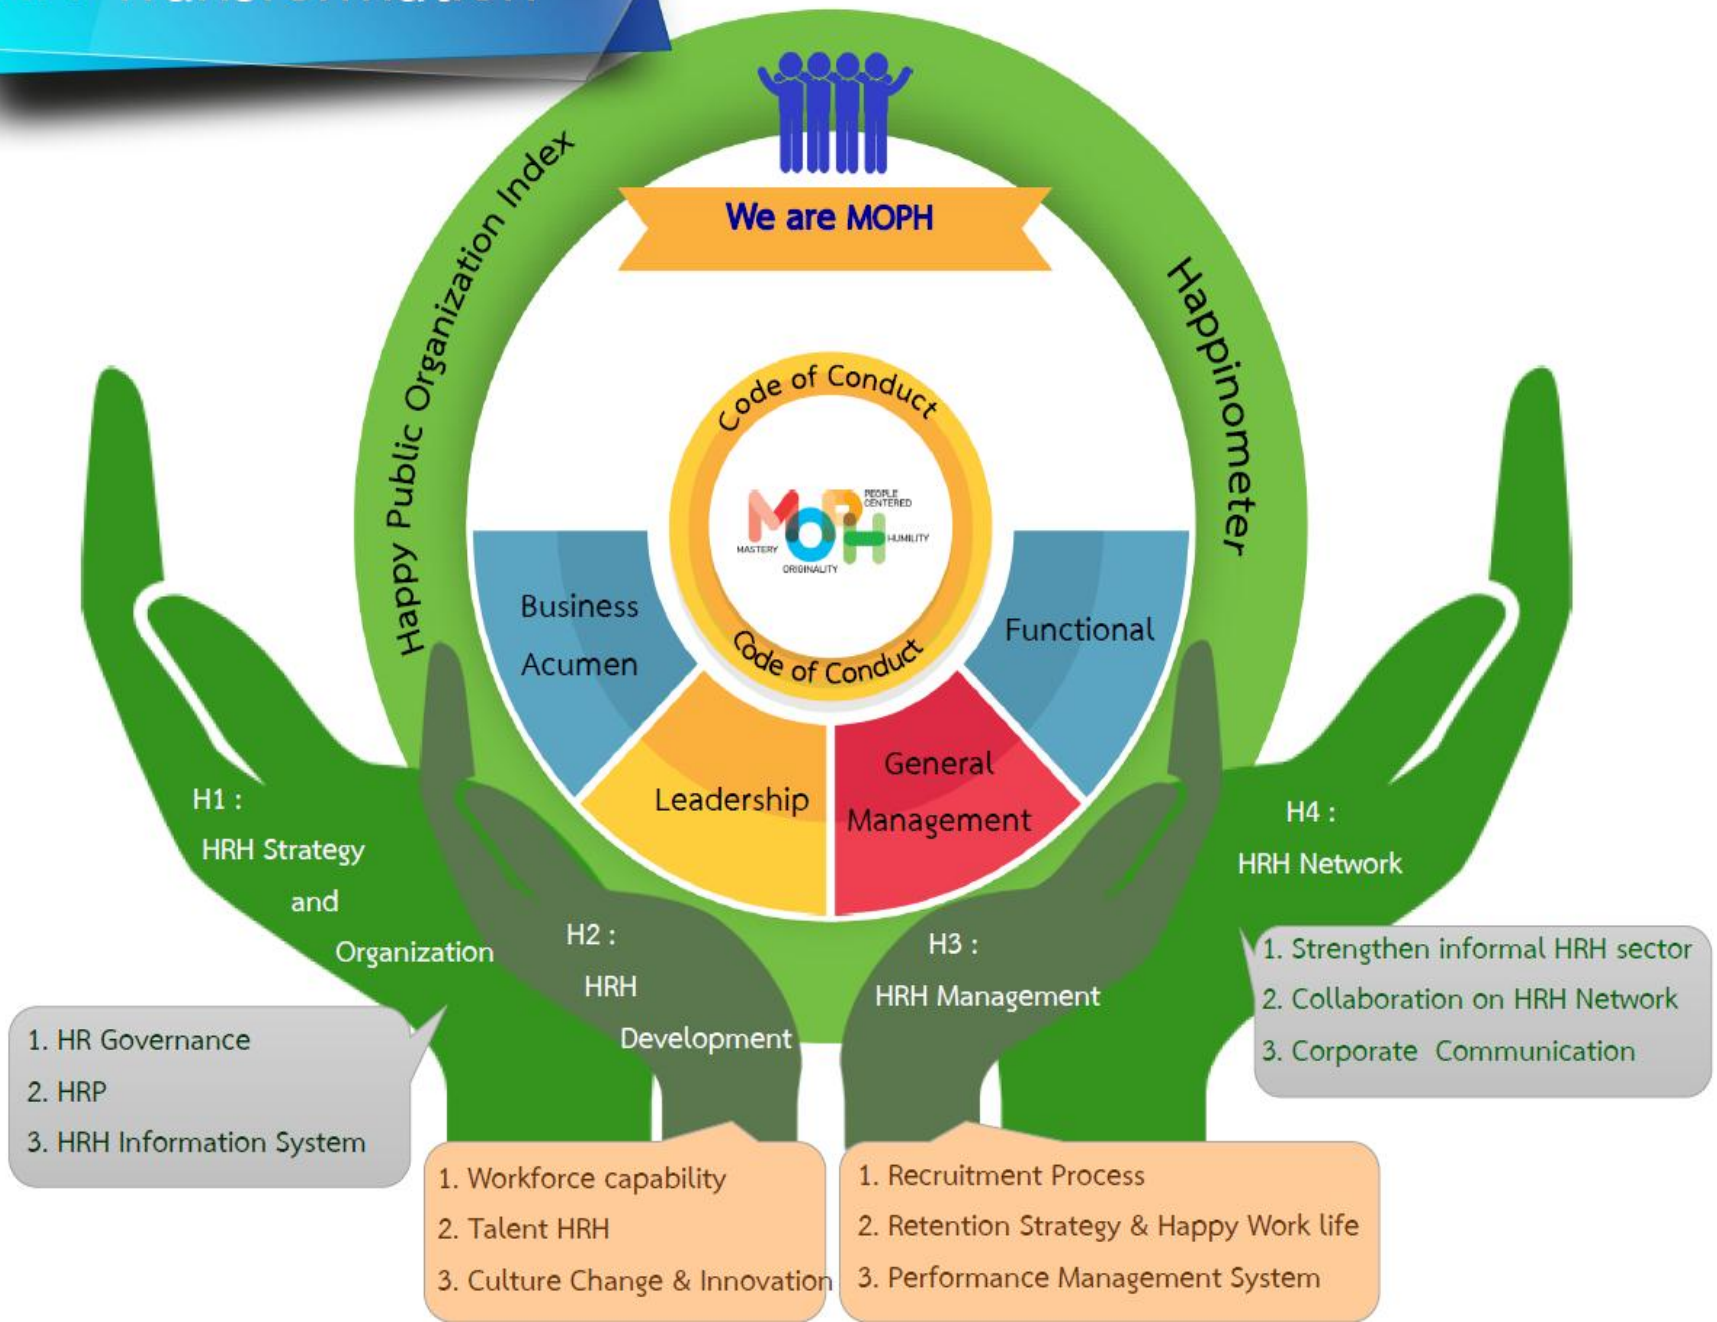 Transformation
We are MOPH
Happy Public Organization Index
Happinometer
Code of Conduct
MOPH
PEOPLE
CENTERED
HUMILITY
MASTERY
ORIGINALITY
Code of Conduct
Business
Acumen
Leadership
General
Management
Functional
H1 :
HRH Strategy
and
Organization
H2 :
HRH
Development
H3 :
HRH Management
H4 :
HRH Network
1. HR Governance
2. HRP
3. HRH Information System
1. Workforce capability
2. Talent HRH
3. Culture Change & Innovation
1. Recruitment Process
2. Retention Strategy & Happy Work life
3. Performance Management System
1. Strengthen informal HRH sector
2. Collaboration on HRH Network
3. Corporate Communication